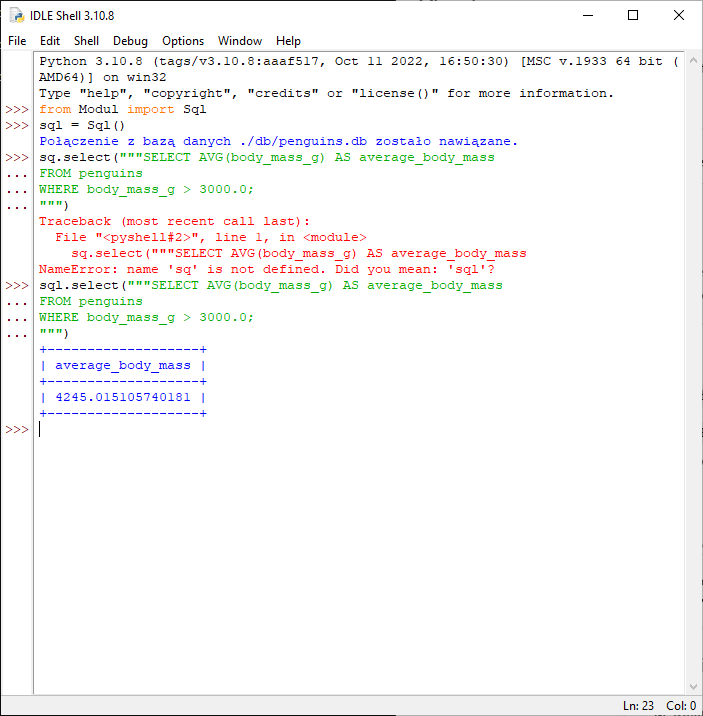 IDLE Shell 3.10.8
File Edit Shell Debug Options Window Help
Python 3.10.8 (tags/v3.10.8:aaaf517, Oct 11 2022, 16:50:30) [MSC v.1933 64 bit (
AMD64)] on win32
Type "help", "copyright", "credits" or "license()" for more information.
>>> from Modul import Sql
>>> sql = Sql()
Połączenie z bazą danych ./db/penguins.db zostało nawiązane.
>>> sq.select("""SELECT AVG(body_mass_g) AS average_body_mass
... FROM penguins
... WHERE body_mass_g > 3000.0;
... """)
Traceback (most recent call last):
  File "<pyshell#2>", line 1, in <module>
    sq.select("""SELECT AVG(body_mass_g) AS average_body_mass
NameError: name 'sq' is not defined. Did you mean: 'sql'?
>>> sql.select("""SELECT AVG(body_mass_g) AS average_body_mass
... FROM penguins
... WHERE body_mass_g > 3000.0;
... """)
+-------------------+
| average_body_mass |
+-------------------+
| 4245.015105740181 |
+-------------------+
>>>
Ln: 23 Col: 0